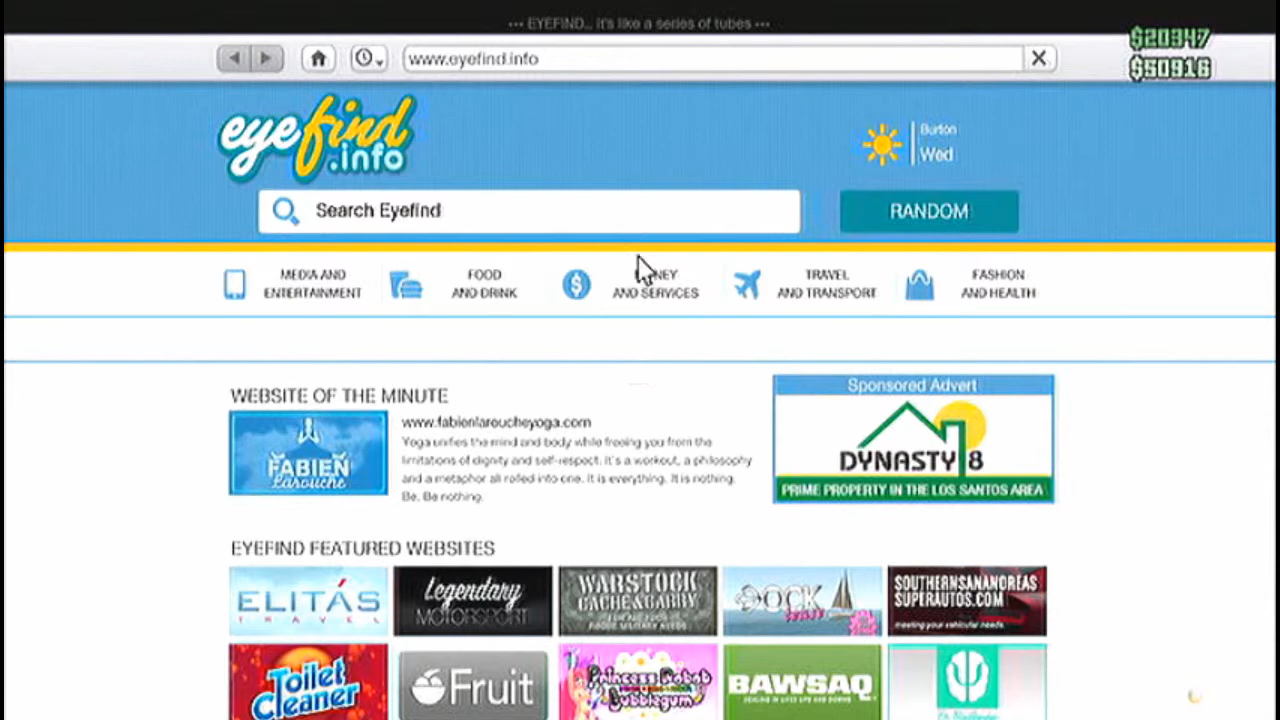 --- EYEFIND... it's like a series of tubes ---
$20347
$50916
www.eyefind.info
eyefind
.info
Burton
Wed
Search Eyefind
RANDOM
MEDIA AND
ENTERTAINMENT
FOOD
AND DRINK
AND SERVICES
TRAVEL
AND TRANSPORT
FASHION
AND HEALTH
WEBSITE OF THE MINUTE
FABIEN
Larouche
www.fabienlaroucheyoga.com
Yoga unifies the mind and body while freeing you from the
limitations of dignity and self-respect. It's a workout, a philosophy
and a metaphor all rolled into one. It is everything. It is nothing.
Be. Be nothing.
Sponsored Advert
DYNASTY 8
PRIME PROPERTY IN THE LOS SANTOS AREA
EYEFIND FEATURED WEBSITES
ELITÁS
TRAVEL
Legendary
MOTORSPORT
WARSTOCK
CACHE&CARRY
DOCK
SOUTHERNSANANDREAS
SUPERAUTOS.COM
meeting your vehicular needs
Toilet
Cleaner
Fruit
Princess Robot
Bubblegum
BAWSAQ